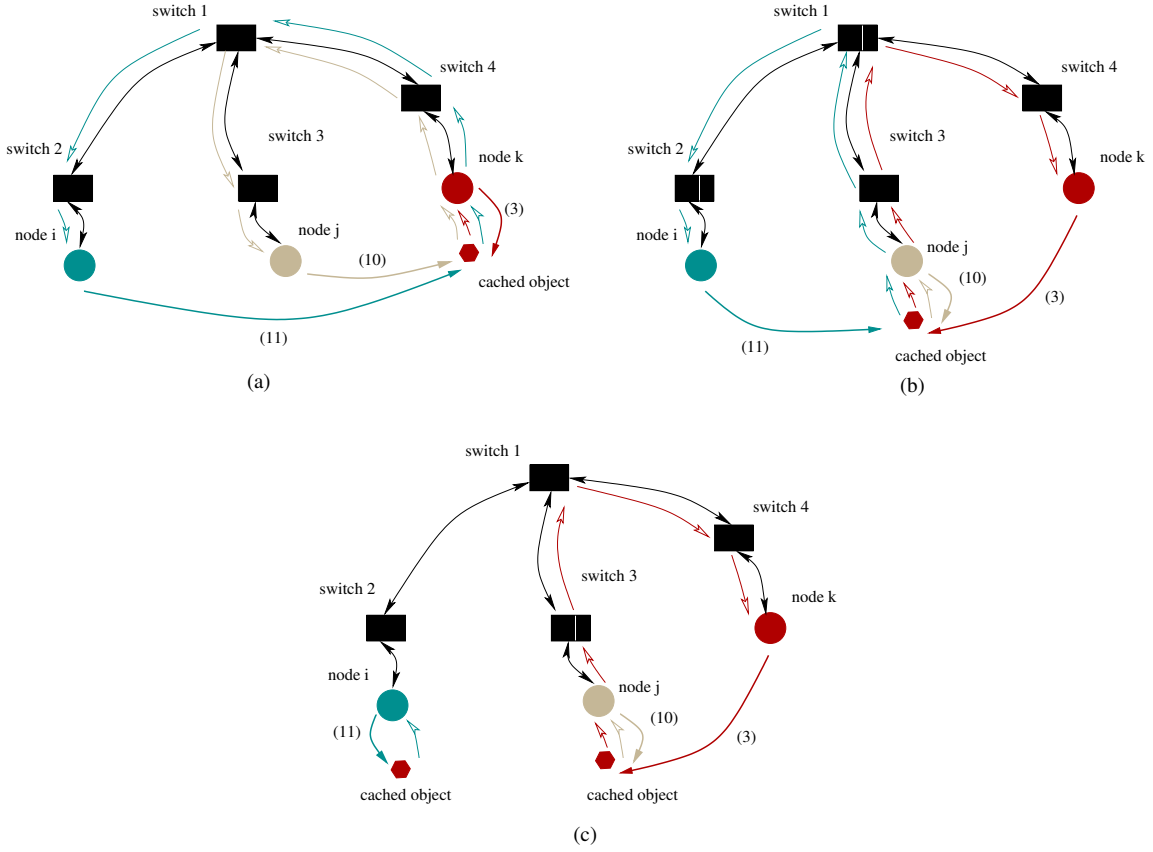 switch 1
switch 4
switch 3
switch 2
node k
(3)
node i
node j
(10)
cached object
(11)
(a)
switch 1
switch 4
switch 3
switch 2
node k
node i
node j
(10)
(3)
(11)
cached object
(b)
switch 1
switch 4
switch 3
switch 2
node k
node i
node j
(11)
(10)
(3)
cached object
cached object
(c)